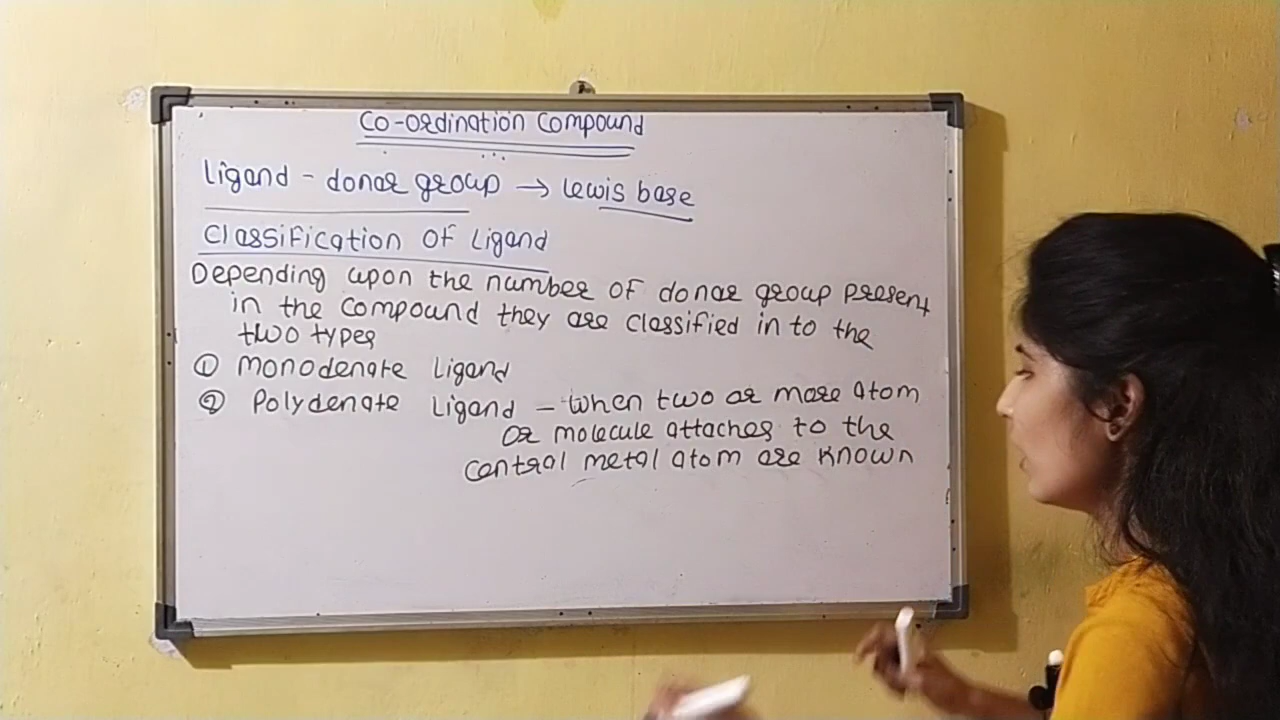 Co-ordination Compound
Ligand - donar group → Lewis base
Classification OF Ligand
Depending upon the number OF donar group present
in the compound they are classified in to the
two types
① Monodenate Ligand
② Polydenate Ligand - When two or more atom
Or molecule attaches to the
central metal atom are known